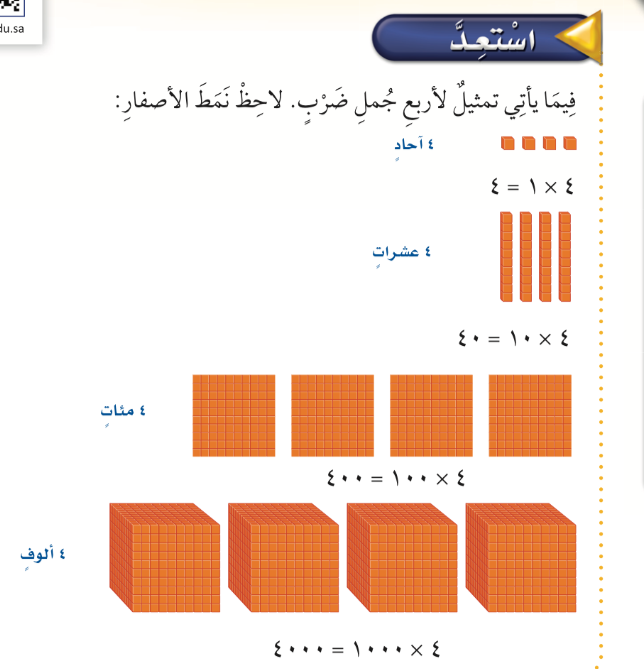 du.sa
اسْتَعِدَّ
فِيمَا يأتِي تمثيلٌ لأربعِ جُملِ ضَرْبٍ. لاحِظْ نَمَطَ الأصفارِ:
٤ آحادٍ
٤ × ١ = ٤
٤ عشراتٍ
٤ × ١٠ = ٤٠
٤ مئاتٍ
٤ × ١٠٠ = ٤٠٠
٤ ألوفٍ
٤ × ١٠٠٠ = ٤٠٠٠